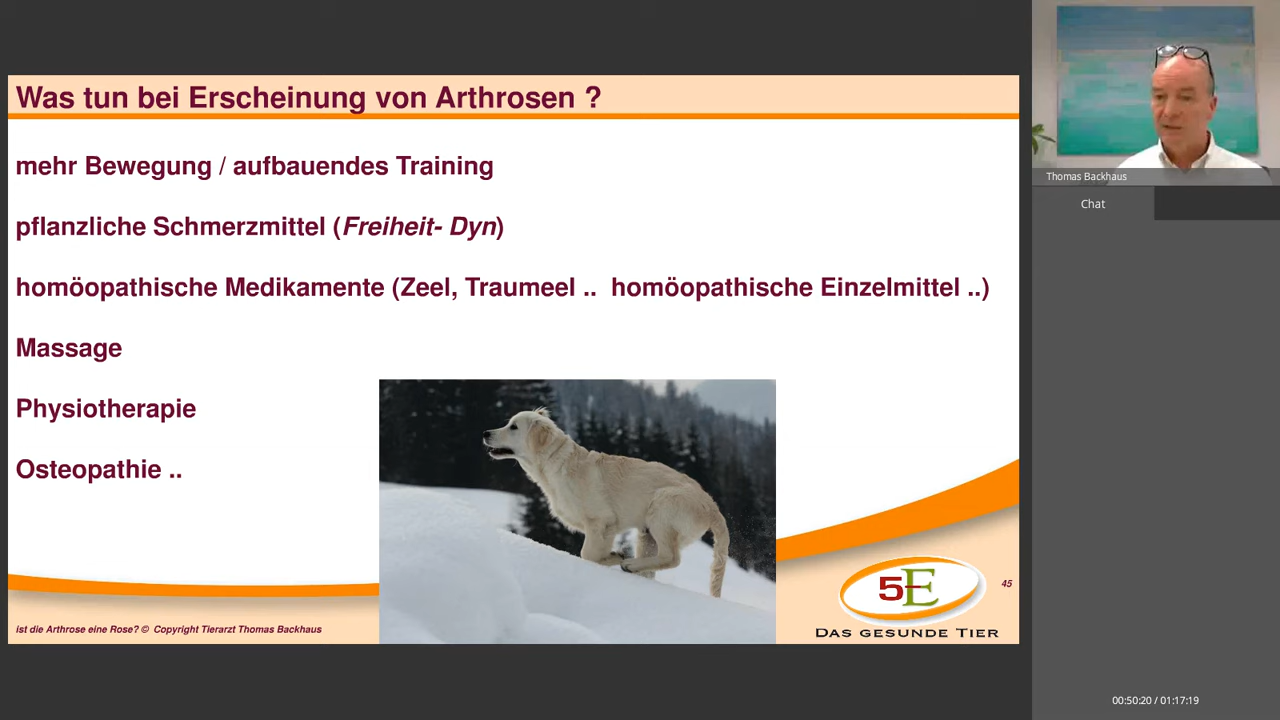 Was tun bei Erscheinung von Arthrosen ?
mehr Bewegung / aufbauendes Training
pflanzliche Schmerzmittel (Freiheit- Dyn)
homöopathische Medikamente (Zeel, Traumeel .. homöopathische Einzelmittel ..)
Massage
Physiotherapie
Osteopathie ..
5E
DAS GESUNDE TIER
45
ist die Arthrose eine Rose? © Copyright Tierarzt Thomas Backhaus
Thomas Backhaus
Chat
00:50:20 / 01:17:19